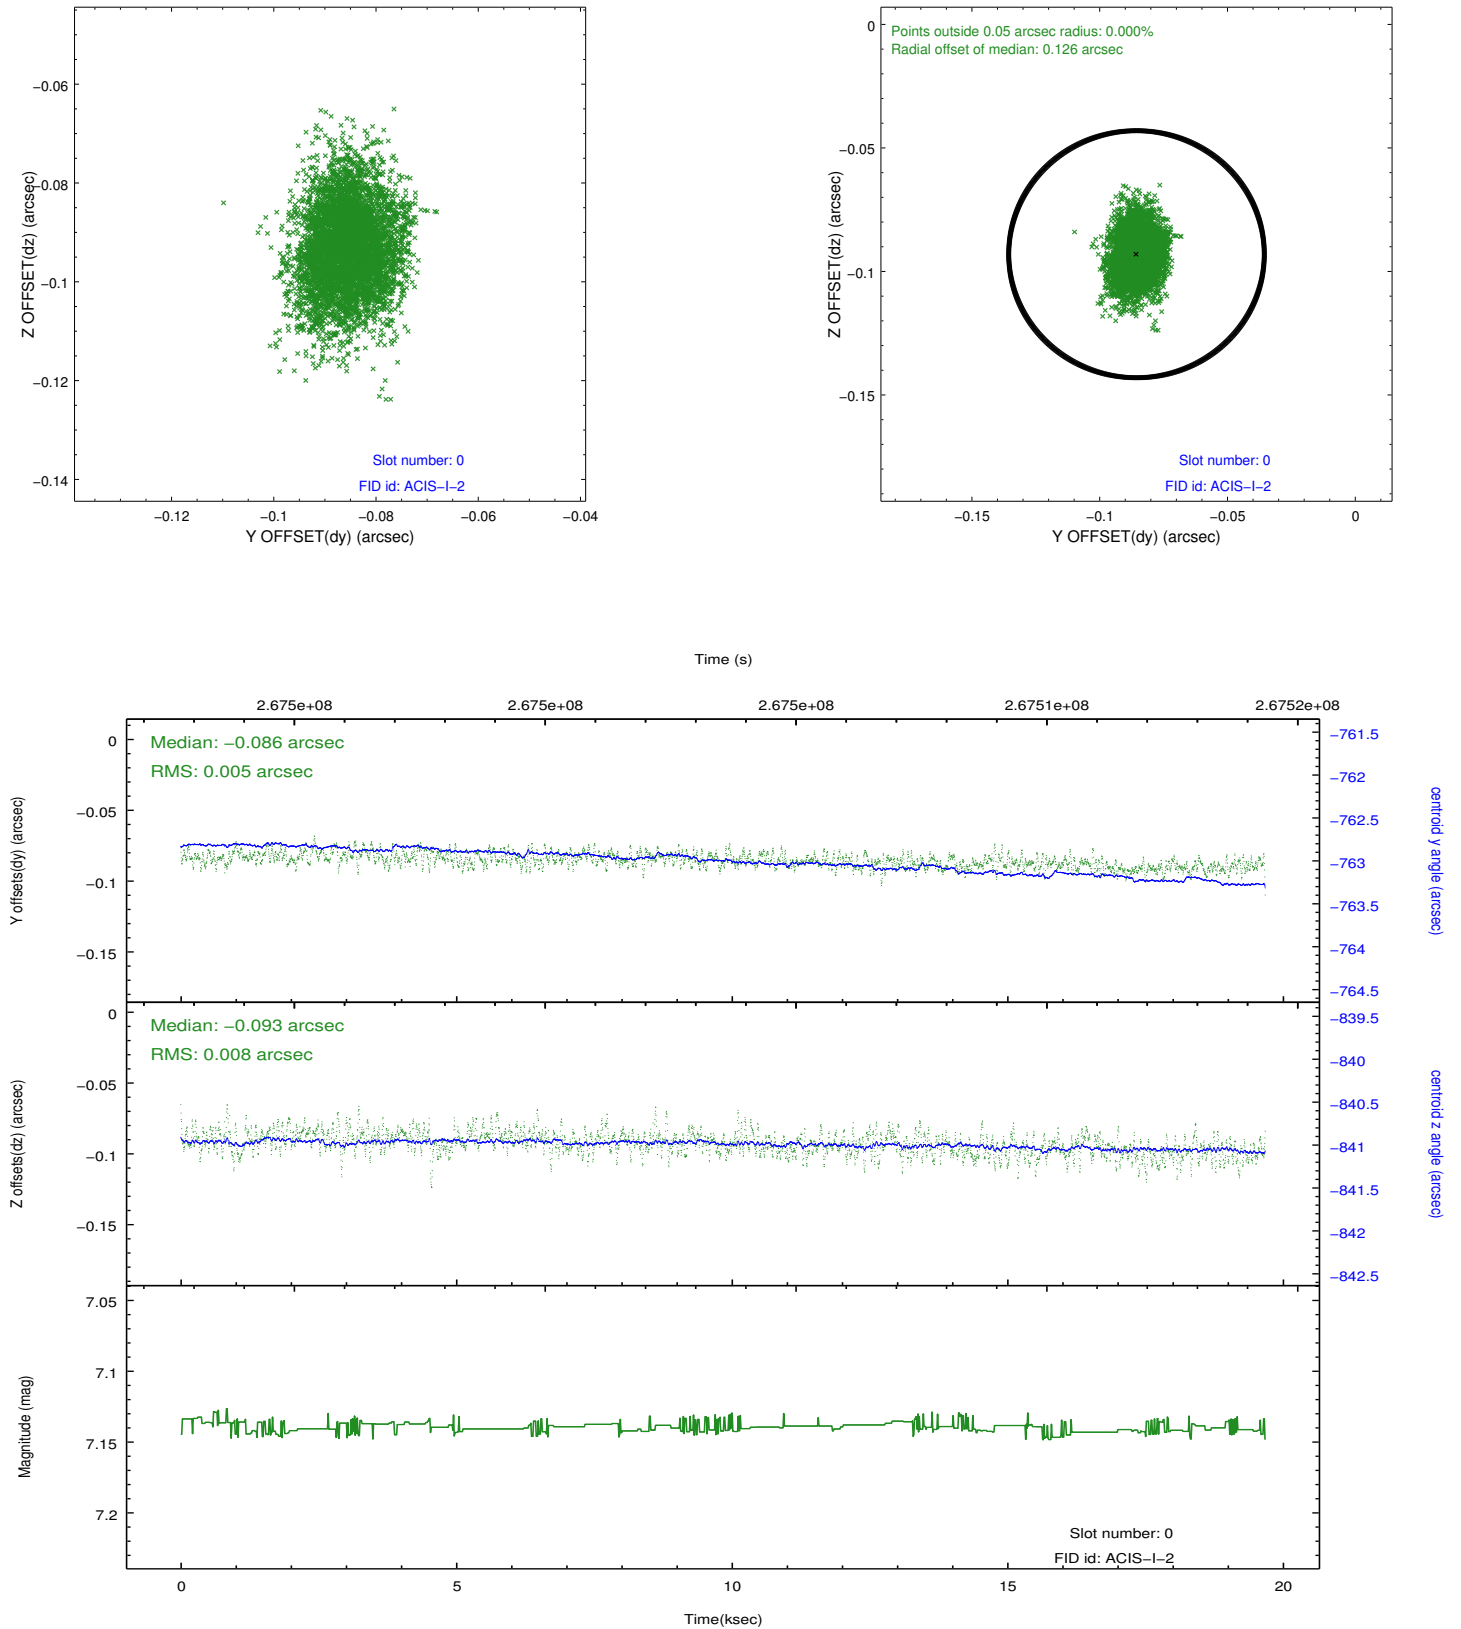 −0.06
−0.08
−0.1
−0.12
−0.14
Z OFFSET(dz) (arcsec)
Slot number: 0
FID id: ACIS−I−2
−0.12
−0.1
−0.08
−0.06
−0.04
Y OFFSET(dy) (arcsec)
Points outside 0.05 arcsec radius: 0.000%
Radial offset of median: 0.126 arcsec
0
−0.05
−0.1
−0.15
Z OFFSET(dz) (arcsec)
Slot number: 0
FID id: ACIS−I−2
−0.15
−0.1
−0.05
0
Y OFFSET(dy) (arcsec)
Time (s)
2.675e+08
2.675e+08
2.675e+08
2.6751e+08
2.6752e+08
Median: −0.086 arcsec
RMS: 0.005 arcsec
0
−0.05
−0.1
−0.15
Y offsets(dy) (arcsec)
−761.5
−762
−762.5
−763
−763.5
−764
−764.5
centroid y angle (arcsec)
Median: −0.093 arcsec
RMS: 0.008 arcsec
0
−0.05
−0.1
−0.15
Z offsets(dz) (arcsec)
−839.5
−840
−840.5
−841
−841.5
−842
−842.5
centroid z angle (arcsec)
7.05
7.1
7.15
7.2
Magnitude (mag)
Slot number: 0
FID id: ACIS−I−2
0
5
10
15
20
Time(ksec)